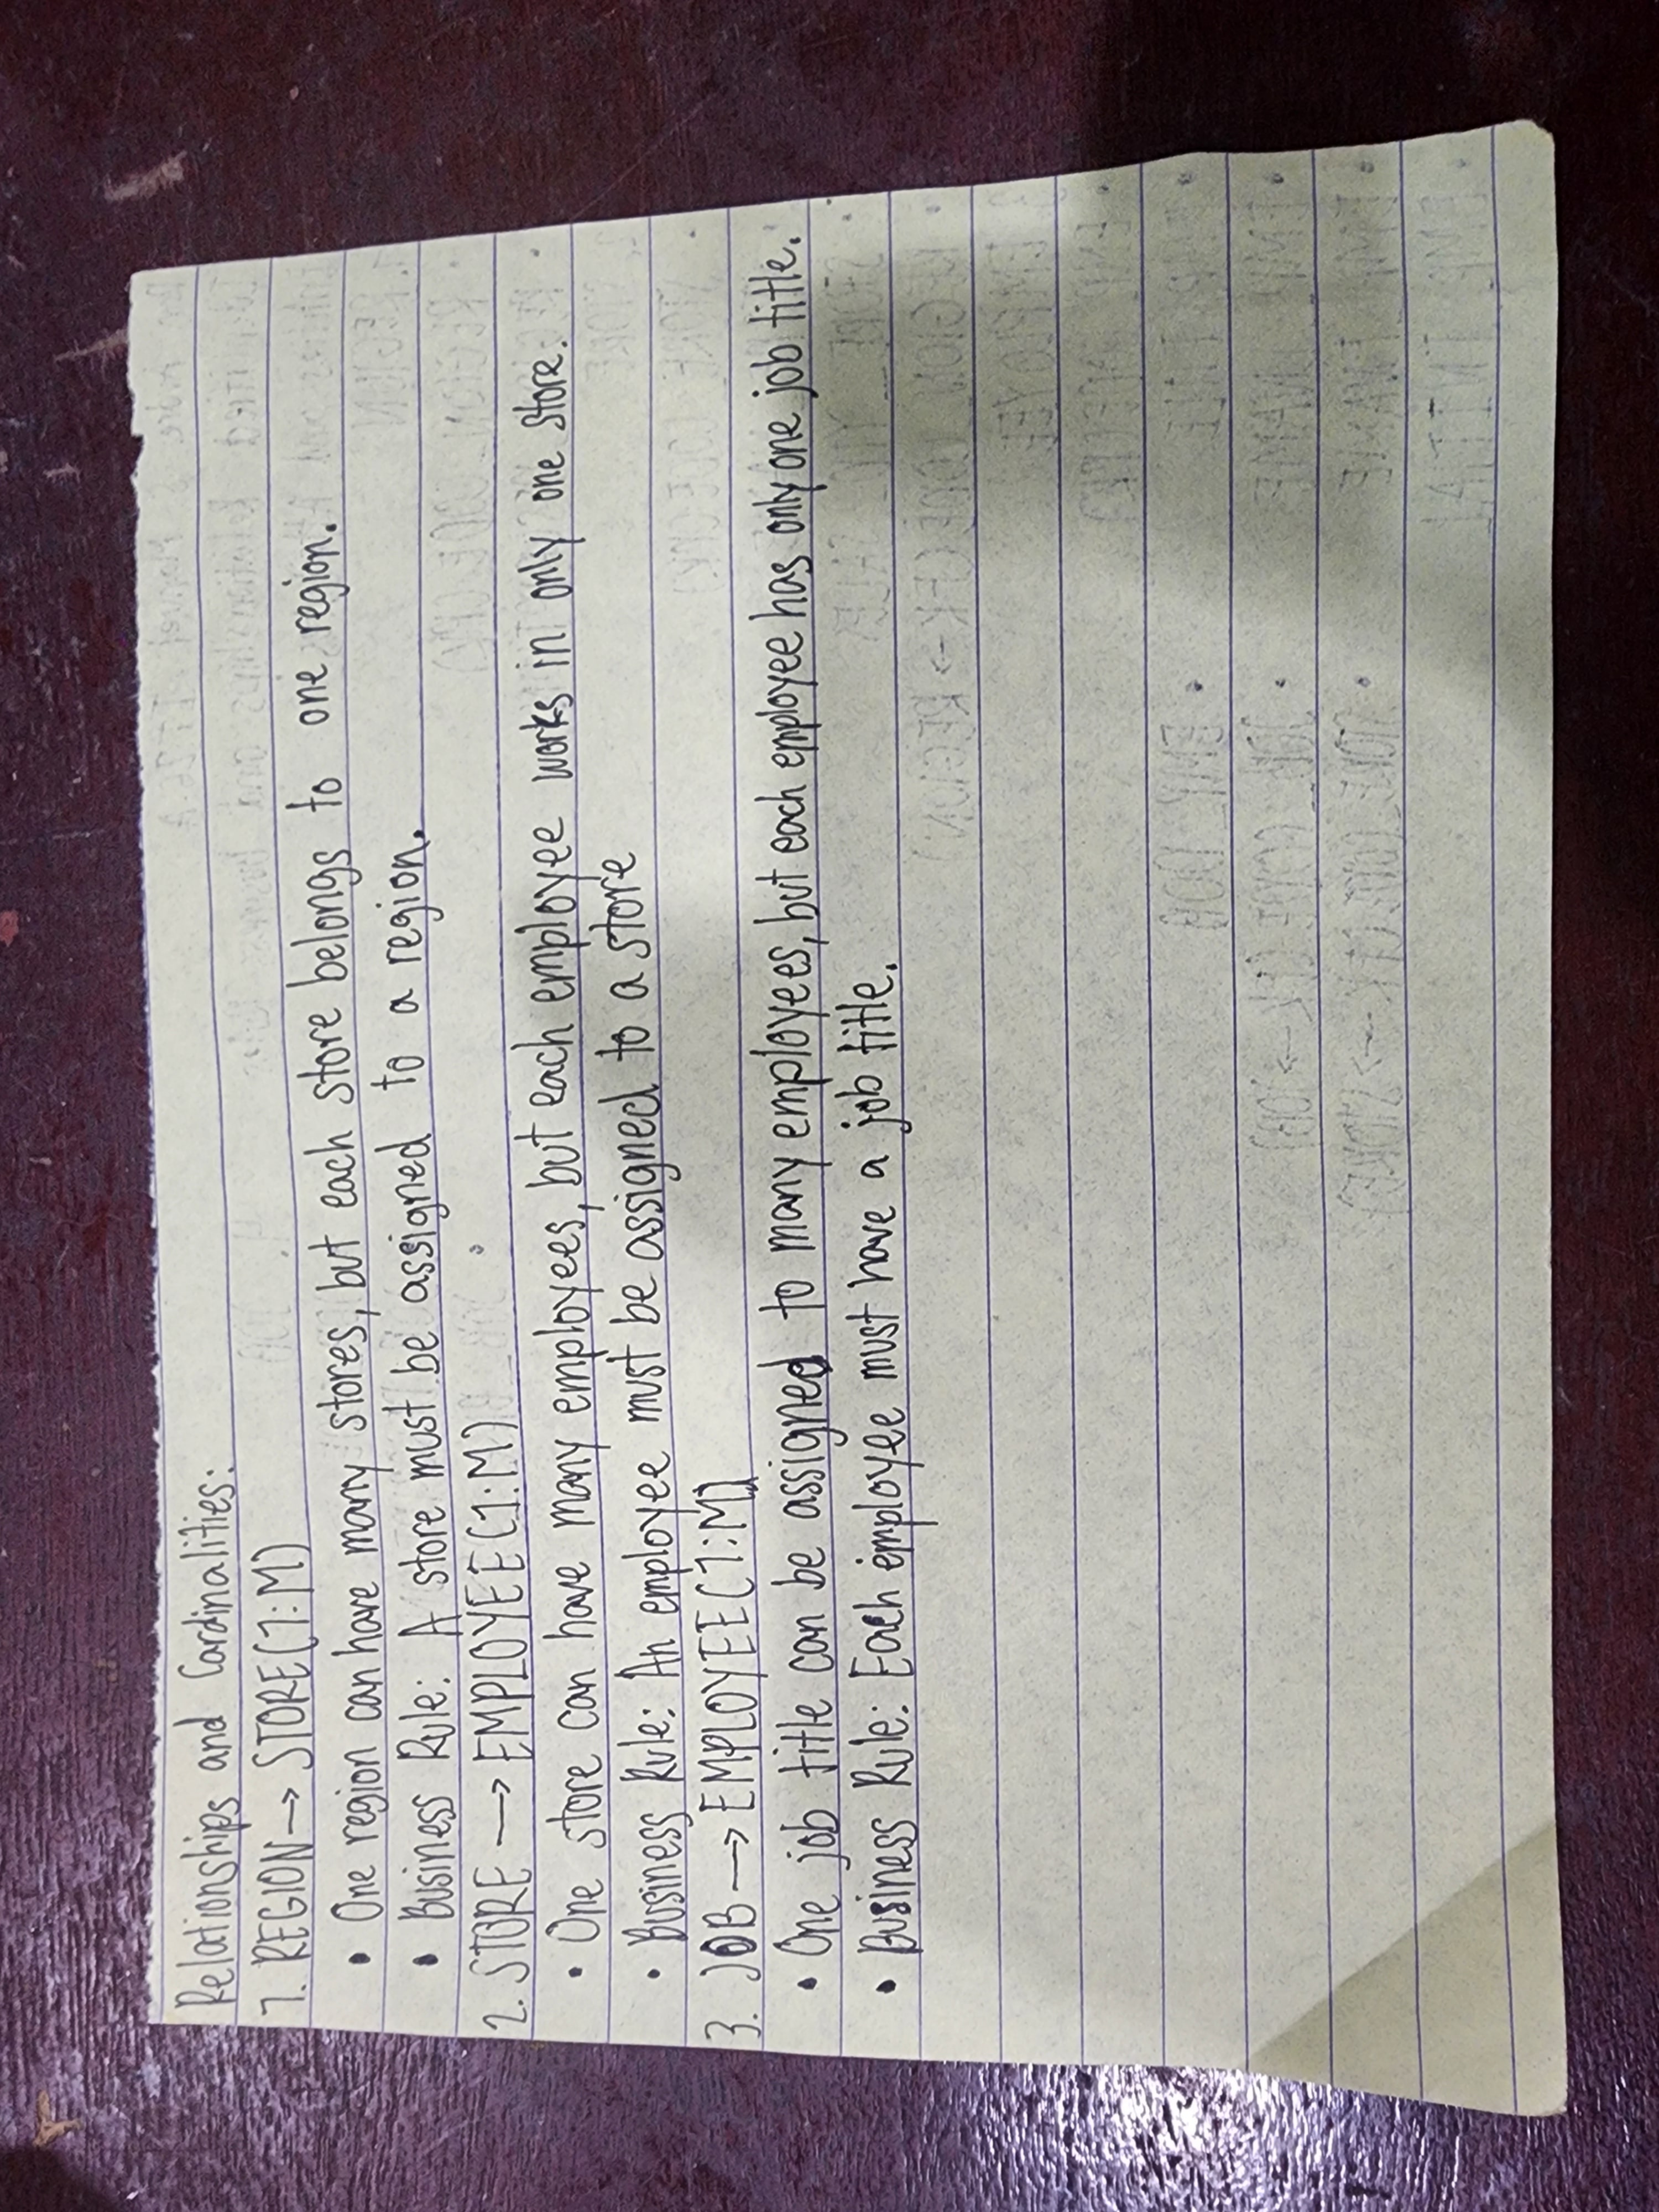 Relationships and Cardinalities:
1. REGION → STORE (1:M)
• One region can have many stores, but each store belongs to one region.
• Business Rule: A store must be assigned to a region.
2. STORE → EMPLOYEE (1:M)
• One store can have many employees, but each employee works in only one store.
• Business Rule: An employee must be assigned to a store
3. JOB → EMPLOYEE (1:M)
• One job title can be assigned to many employees, but each employee has only one job title.
• Business Rule: Each employee must have a job title.